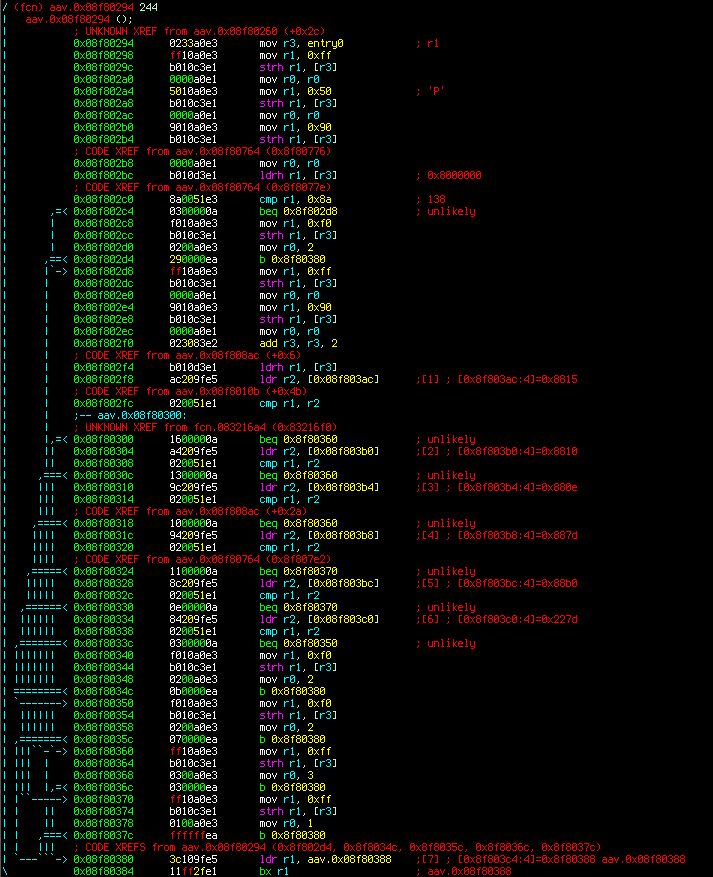 / (fcn) aav.0x08f80294 244
|   aav.0x08f80294 ();
|          ; UNKNOWN XREF from aav.0x08f80260 (+0x2c)
|          0x08f80294      0233a0e3       mov r3, entry0              ; r1
|          0x08f80298      ff10a0e3       mov r1, 0xff
|          0x08f8029c      b010c3e1       strh r1, [r3]
|          0x08f802a0      0000a0e1       mov r0, r0
|          0x08f802a4      5010a0e3       mov r1, 0x50                ; 'P'
|          0x08f802a8      b010c3e1       strh r1, [r3]
|          0x08f802ac      0000a0e1       mov r0, r0
|          0x08f802b0      9010a0e3       mov r1, 0x90
|          0x08f802b4      b010c3e1       strh r1, [r3]
|          ; CODE XREF from aav.0x08f80764 (0x8f80776)
|          0x08f802b8      0000a0e1       mov r0, r0
|          0x08f802bc      b010d3e1       ldrh r1, [r3]               ; 0x8000000
|          ; CODE XREF from aav.0x08f80764 (0x8f8077e)
|          0x08f802c0      8a0051e3       cmp r1, 0x8a                ; 138
|      ,=< 0x08f802c4      0300000a       beq 0x8f802d8               ; unlikely
|      |   0x08f802c8      f010a0e3       mov r1, 0xf0
|      |   0x08f802cc      b010c3e1       strh r1, [r3]
|      |   0x08f802d0      0200a0e3       mov r0, 2
|     ,==< 0x08f802d4      290000ea       b 0x8f80380
|     |`-> 0x08f802d8      ff10a0e3       mov r1, 0xff
|     |    0x08f802dc      b010c3e1       strh r1, [r3]
|     |    0x08f802e0      0000a0e1       mov r0, r0
|     |    0x08f802e4      9010a0e3       mov r1, 0x90
|     |    0x08f802e8      b010c3e1       strh r1, [r3]
|     |    0x08f802ec      0000a0e1       mov r0, r0
|     |    0x08f802f0      023083e2       add r3, r3, 2
|     |    ; CODE XREF from aav.0x08f808ac (+0x6)
|     |    0x08f802f4      b010d3e1       ldrh r1, [r3]
|     |    0x08f802f8      ac209fe5       ldr r2, [0x08f803ac]        ;[1] ; [0x8f803ac:4]=0x8815
|     |    ; CODE XREF from aav.0x08f8010b (+0x4b)
|     |    0x08f802fc      020051e1       cmp r1, r2
|     |    ;-- aav.0x08f80300:
|     |    ; UNKNOWN XREF from fcn.083216a4 (0x83216f0)
|     |,=< 0x08f80300      1600000a       beq 0x8f80360               ; unlikely
|     ||   0x08f80304      a4209fe5       ldr r2, [0x08f803b0]        ;[2] ; [0x8f803b0:4]=0x8810
|     ||   0x08f80308      020051e1       cmp r1, r2
|    ,===< 0x08f8030c      1300000a       beq 0x8f80360               ; unlikely
|    |||   0x08f80310      9c209fe5       ldr r2, [0x08f803b4]        ;[3] ; [0x8f803b4:4]=0x880e
|    |||   0x08f80314      020051e1       cmp r1, r2
|    |||   ; CODE XREF from aav.0x08f808ac (+0x2a)
|   ,====< 0x08f80318      1000000a       beq 0x8f80360               ; unlikely
|   ||||   0x08f8031c      94209fe5       ldr r2, [0x08f803b8]        ;[4] ; [0x8f803b8:4]=0x887d
|   ||||   0x08f80320      020051e1       cmp r1, r2
|   ||||   ; CODE XREF from aav.0x08f80764 (0x8f807e2)
|  ,=====< 0x08f80324      1100000a       beq 0x8f80370               ; unlikely
|  |||||   0x08f80328      8c209fe5       ldr r2, [0x08f803bc]        ;[5] ; [0x8f803bc:4]=0x88b0
|  |||||   0x08f8032c      020051e1       cmp r1, r2
| ,======< 0x08f80330      0e00000a       beq 0x8f80370               ; unlikely
| ||||||   0x08f80334      84209fe5       ldr r2, [0x08f803c0]        ;[6] ; [0x8f803c0:4]=0x227d
| ||||||   0x08f80338      020051e1       cmp r1, r2
| ,=======< 0x08f8033c      0300000a       beq 0x8f80350               ; unlikely
| |||||||   0x08f80340      f010a0e3       mov r1, 0xf0
| |||||||   0x08f80344      b010c3e1       strh r1, [r3]
| |||||||   0x08f80348      0200a0e3       mov r0, 2
| ========< 0x08f8034c      0b0000ea       b 0x8f80380
| `-------> 0x08f80350      f010a0e3       mov r1, 0xf0
|  ||||||   0x08f80354      b010c3e1       strh r1, [r3]
|  ||||||   0x08f80358      0200a0e3       mov r0, 2
| ,=======< 0x08f8035c      070000ea       b 0x8f80380
| |||``-`-> 0x08f80360      ff10a0e3       mov r1, 0xff
| |||  |    0x08f80364      b010c3e1       strh r1, [r3]
| |||  |    0x08f80368      0300a0e3       mov r0, 3
| |||  |,=< 0x08f8036c      030000ea       b 0x8f80380
| |``-----> 0x08f80370      ff10a0e3       mov r1, 0xff
| |    ||   0x08f80374      b010c3e1       strh r1, [r3]
| |    ||   0x08f80378      0100a0e3       mov r0, 1
| |   ,===< 0x08f8037c      ffffffea       b 0x8f80380
| |   |||   ; CODE XREFS from aav.0x08f80294 (0x8f802d4, 0x8f8034c, 0x8f8035c, 0x8f8036c, 0x8f8037c)
| `---```-> 0x08f80380      3c109fe5       ldr r1, aav.0x08f80388      ;[7] ; [0x8f803c4:4]=0x8f80388 aav.0x08f80388
\           0x08f80384      11ff2fe1       bx r1                       ; aav.0x08f80388